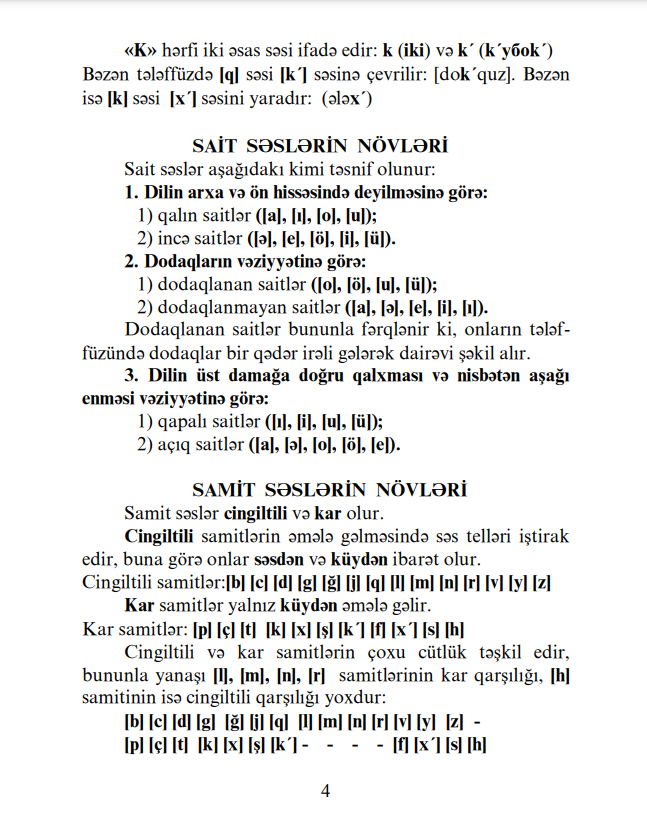 «K» hərfi iki əsas səsi ifadə edir: k (iki) və k´ (k´yбok´)
Bəzən tələffüzdə [q] səsi [k´] səsinə çevrilir: [dok´quz]. Bəzən
isə [k] səsi [x´] səsini yaradır: (ələx´)
SAİT SƏSLƏRİN NÖVLƏRİ
Sait səslər aşağıdakı kimi təsnif olunur:
1. Dilin arxa və ön hissəsində deyilməsinə görə:
1) qalın saitlər ([a], [ı], [o], [u]);
2) incə saitlər ([ə], [e], [ö], [i], [ü]).
2. Dodaqların vəziyyətinə görə:
1) dodaqlanan saitlər ([o], [ö], [u], [ü]);
2) dodaqlanmayan saitlər ([a], [ə], [e], [i], [ı]).
Dodaqlanan saitlər bununla fərqlənir ki, onların tələf-
füzündə dodaqlar bir qədər irəli gələrək dairəvi şəkil alır.
3. Dilin üst damağa doğru qalxması və nisbətən aşağı
enməsi vəziyyətinə görə:
1) qapalı saitlər ([ı], [i], [u], [ü]);
2) açıq saitlər ([a], [ə], [o], [ö], [e]).
SAMİT SƏSLƏRİN NÖVLƏRİ
Samit səslər cingiltili və kar olur.
Cingiltili samitlərin əmələ gəlməsində səs telləri iştirak
edir, buna görə onlar səsdən və küydən ibarət olur.
Cingiltili samitlər:[b] [c] [d] [g] [ğ] [j] [q] [l] [m] [n] [r] [v] [y] [z]
Kar samitlər yalnız küydən əmələ gəlir.
Kar samitlər: [p] [ç] [t] [k] [x] [ş] [k´] [f] [x´] [s] [h]
Cingiltili və kar samitlərin çoxu cütlük təşkil edir,
bununla yanaşı [l], [m], [n], [r] samitlərinin kar qarşılığı, [h]
samitinin isə cingiltili qarşılığı yoxdur:
[b] [c] [d] [g] [ğ] [j] [q] [l] [m] [n] [r] [v] [y] [z] -
[p] [ç] [t] [k] [x] [ş] [k´] - - - - [f] [x´] [s] [h]
4